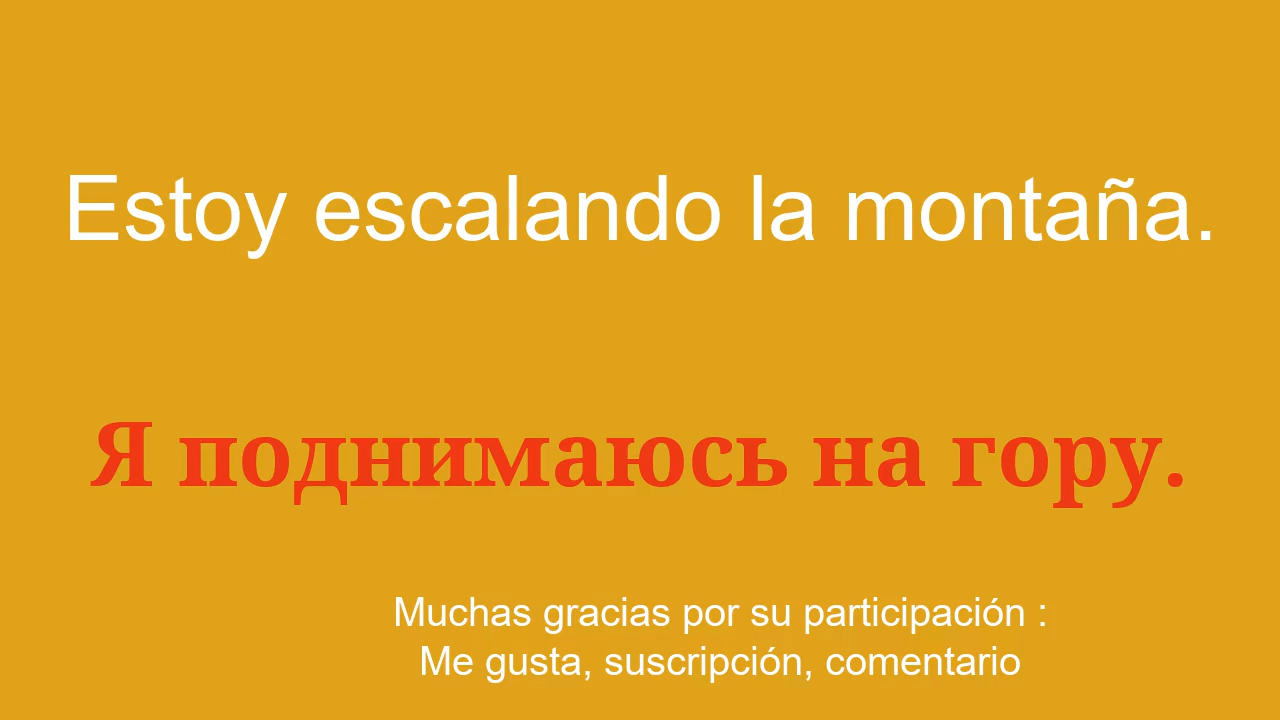 Estoy escalando la montaña.
Я поднимаюсь на гору.
Muchas gracias por su participación :
Me gusta, suscripción, comentario